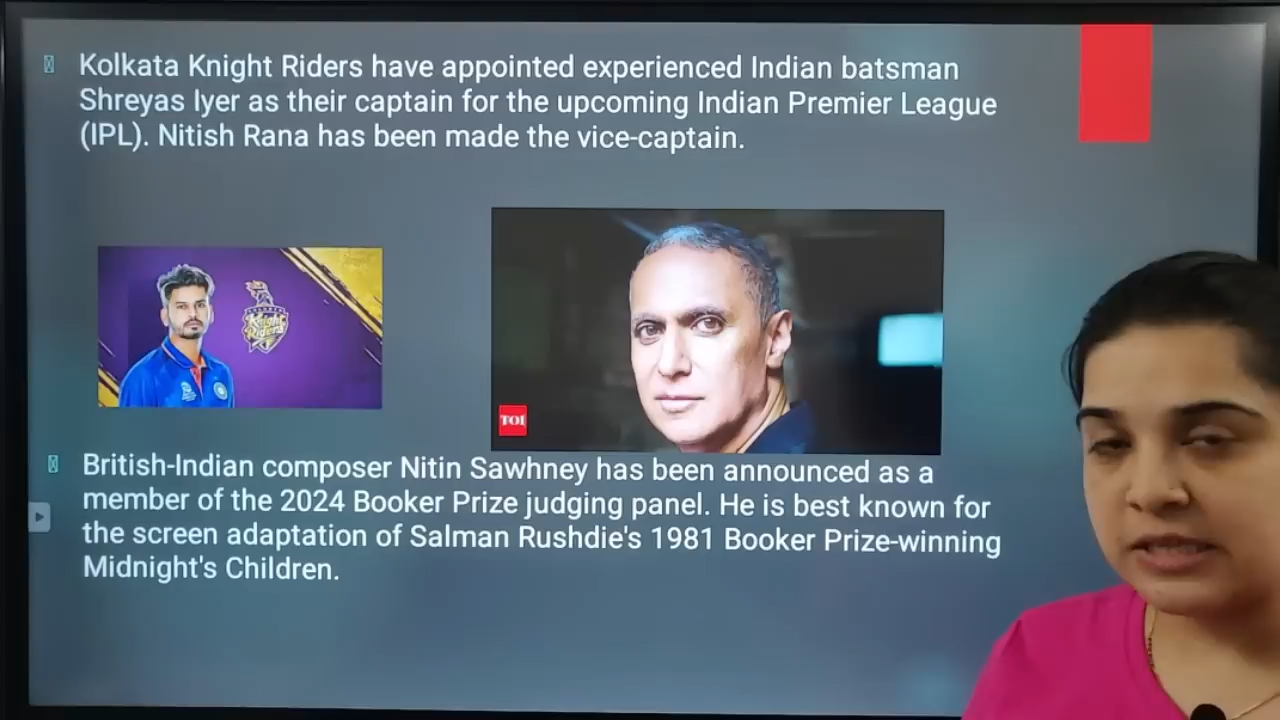 Kolkata Knight Riders have appointed experienced Indian batsman
Shreyas Iyer as their captain for the upcoming Indian Premier League
(IPL). Nitish Rana has been made the vice-captain.
Knight
Riders
TOI
British-Indian composer Nitin Sawhney has been announced as a
member of the 2024 Booker Prize judging panel. He is best known for
the screen adaptation of Salman Rushdie's 1981 Booker Prize-winning
Midnight's Children.